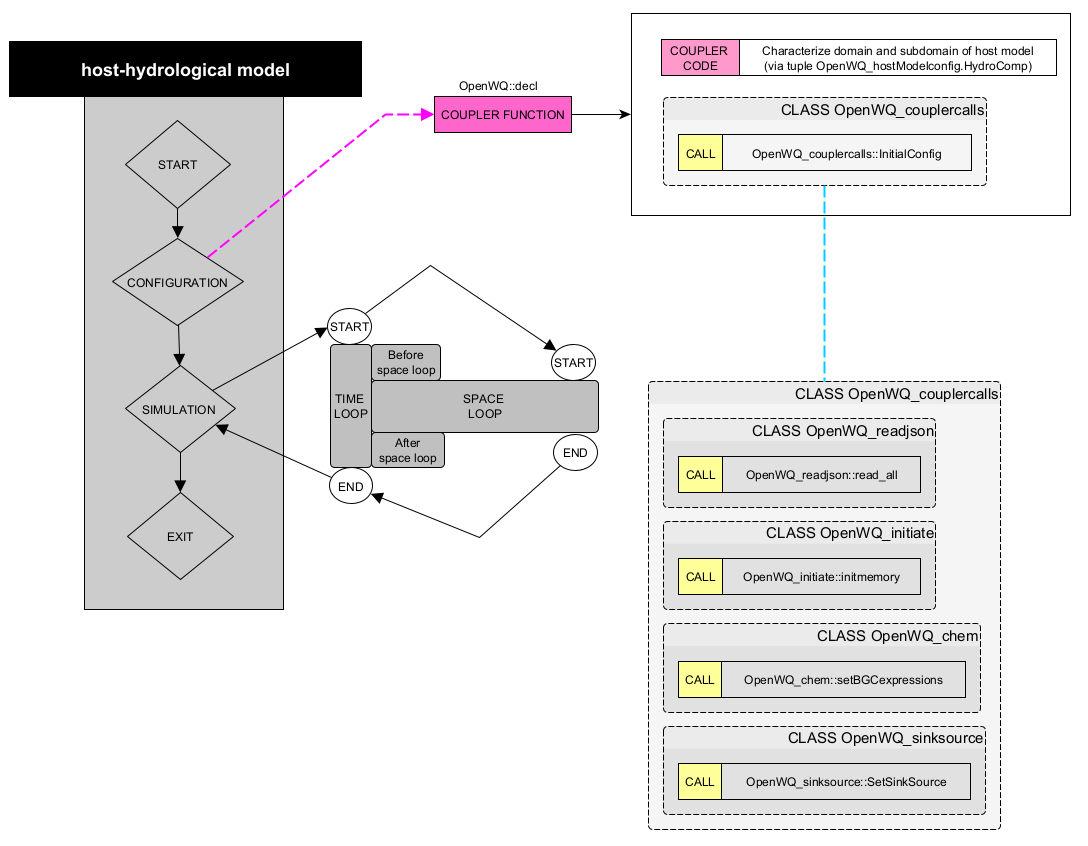 host-hydrological model
START
CONFIGURATION
SIMULATION
EXIT
OpenWQ::decl
COUPLER FUNCTION
COUPLER
CODE
Characterize domain and subdomain of host model
(via tuple OpenWQ_hostModelconfig.HydroComp)
CLASS OpenWQ_couplercalls
CALL
OpenWQ_couplercalls::InitialConfig
START
Before
space loop
TIME
LOOP
START
SPACE
LOOP
After
space loop
END
END
CLASS OpenWQ_couplercalls
CLASS OpenWQ_readjson
CALL
OpenWQ_readjson::read_all
CLASS OpenWQ_initiate
CALL
OpenWQ_initiate::initmemory
CLASS OpenWQ_chem
CALL
OpenWQ_chem::setBGCexpressions
CLASS OpenWQ_sinksource
CALL
OpenWQ_sinksource::SetSinkSource